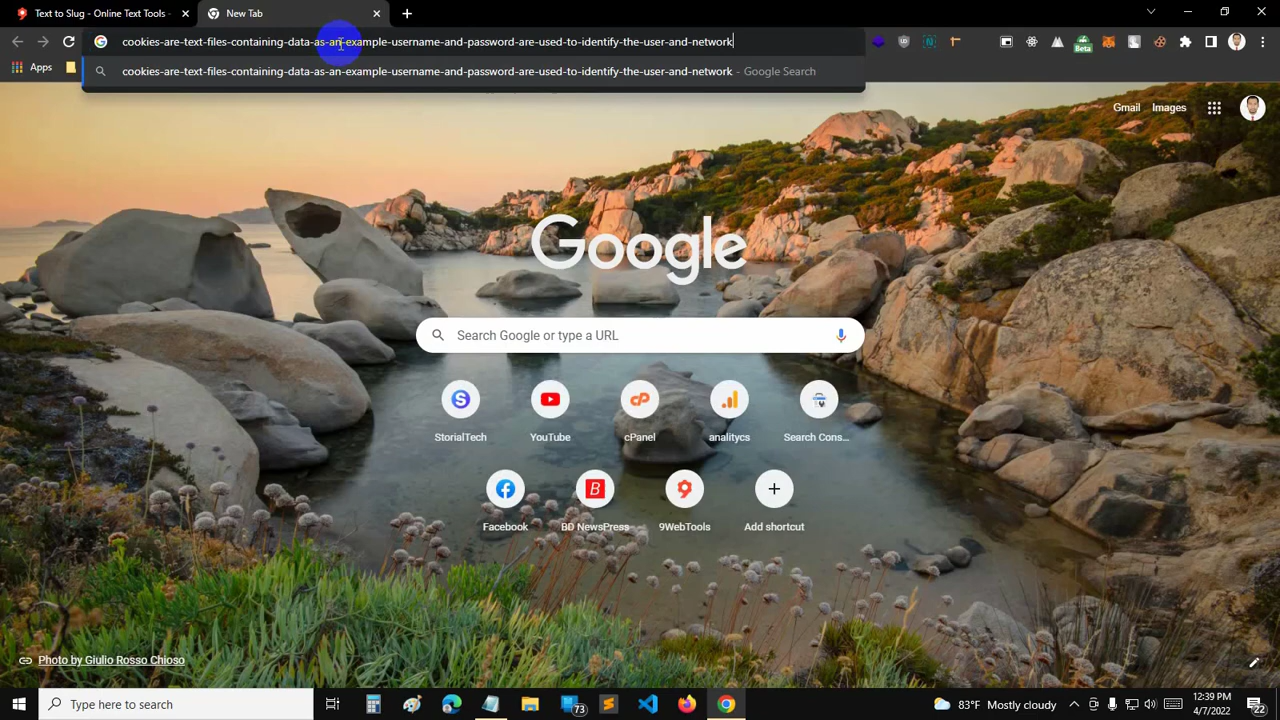 Text to Slug - Online Text Tools -
New Tab
cookies-are-text-files-containing-data-as-an-example-username-and-password-are-used-to-identify-the-user-and-network
Beta
Apps
cookies-are-text-files-containing-data-as-an-example-username-and-password-are-used-to-identify-the-user-and-network - Google Search
Gmail Images
Google
Search Google or type a URL
StorialTech YouTube cPanel analitycs Search Cons...
Facebook BD NewsPress 9WebTools Add shortcut
Photo by Giulio Rosso Chioso
Type here to search
73
83°F Mostly cloudy
12:39 PM
4/7/2022
22